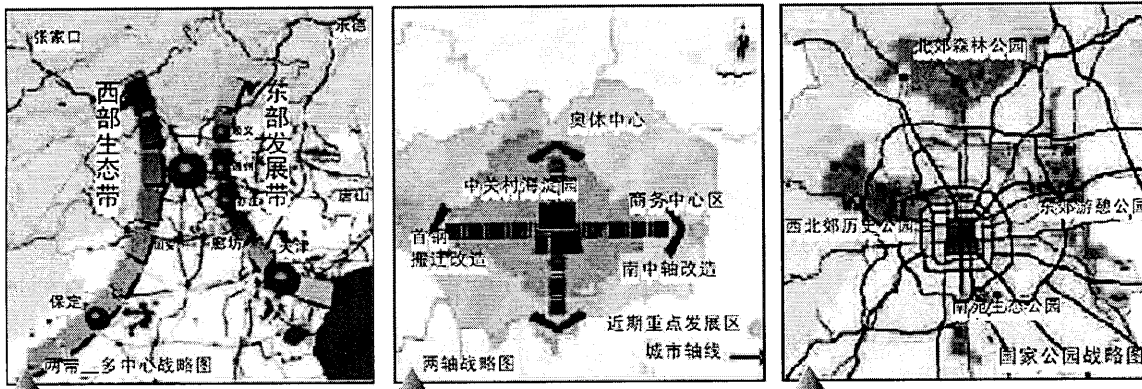 张家口
承德
西部生态带
东部发展带
顺义
唐山
廊坊
天津
保定
两带__多中心战略图
奥体中心
中关村海淀园
商务中心区
首钢
搬迁改造
南中轴改造
近期重点发展区
城市轴线
两轴战略图
北郊森林公园
东郊游憩公园
西北郊历史公园
南苑生态公园
国家公园战略图